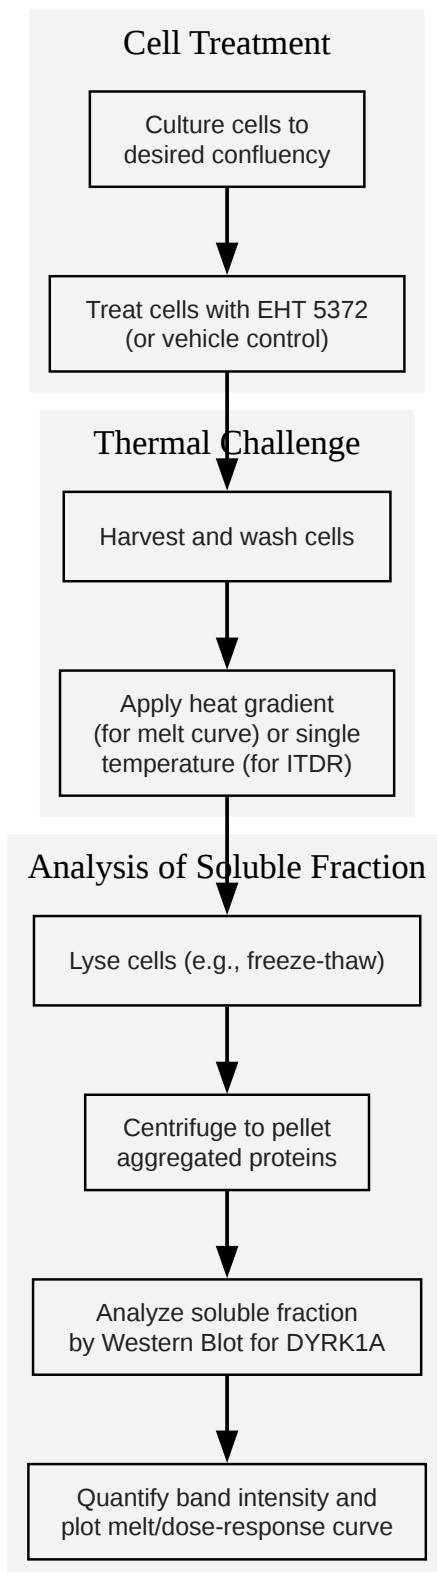 Cell Treatment
Culture cells to
desired confluency
Treat cells with EHT 5372
(or vehicle control)
Thermal Challenge
Harvest and wash cells
Apply heat gradient
(for melt curve) or single
temperature (for ITDR)
Analysis of Soluble Fraction
Lyse cells (e.g., freeze-thaw)
Centrifuge to pellet
aggregated proteins
Analyze soluble fraction
by Western Blot for DYRK1A
Quantify band intensity and
plot melt/dose-response curve